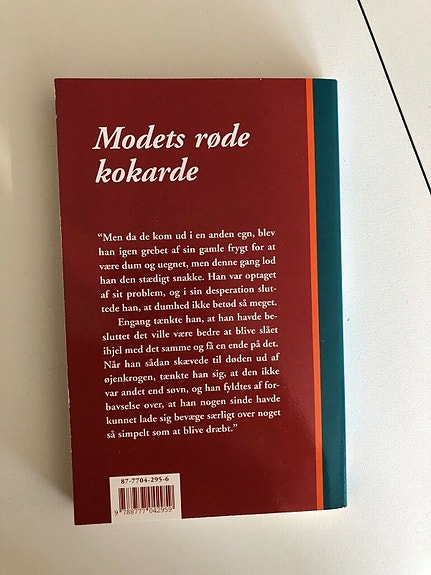 Modets røde
kokarde
“Men da de kom ud i en anden egn, blev
han igen grebet af sin gamle frygt for at
være dum og uegnet, men denne gang lod
han den stædigt snakke. Han var optaget
af sit problem, og i sin desperation slut-
tede han, at dumhed ikke betød så meget.
Engang tænkte han, at han havde be-
sluttet det ville være bedre at blive slået
ihjel med det samme og få en ende på det.
Når han sådan skævede til døden ud af
øjenkrogen, tænkte han sig, at den ikke
var andet end søvn, og han fyldtes af for-
bavselse over, at han nogen sinde havde
kunnet lade sig bevæge særligt over noget
så simpelt som at blive dræbt.”
87-7704-295-6
9 788777 042959